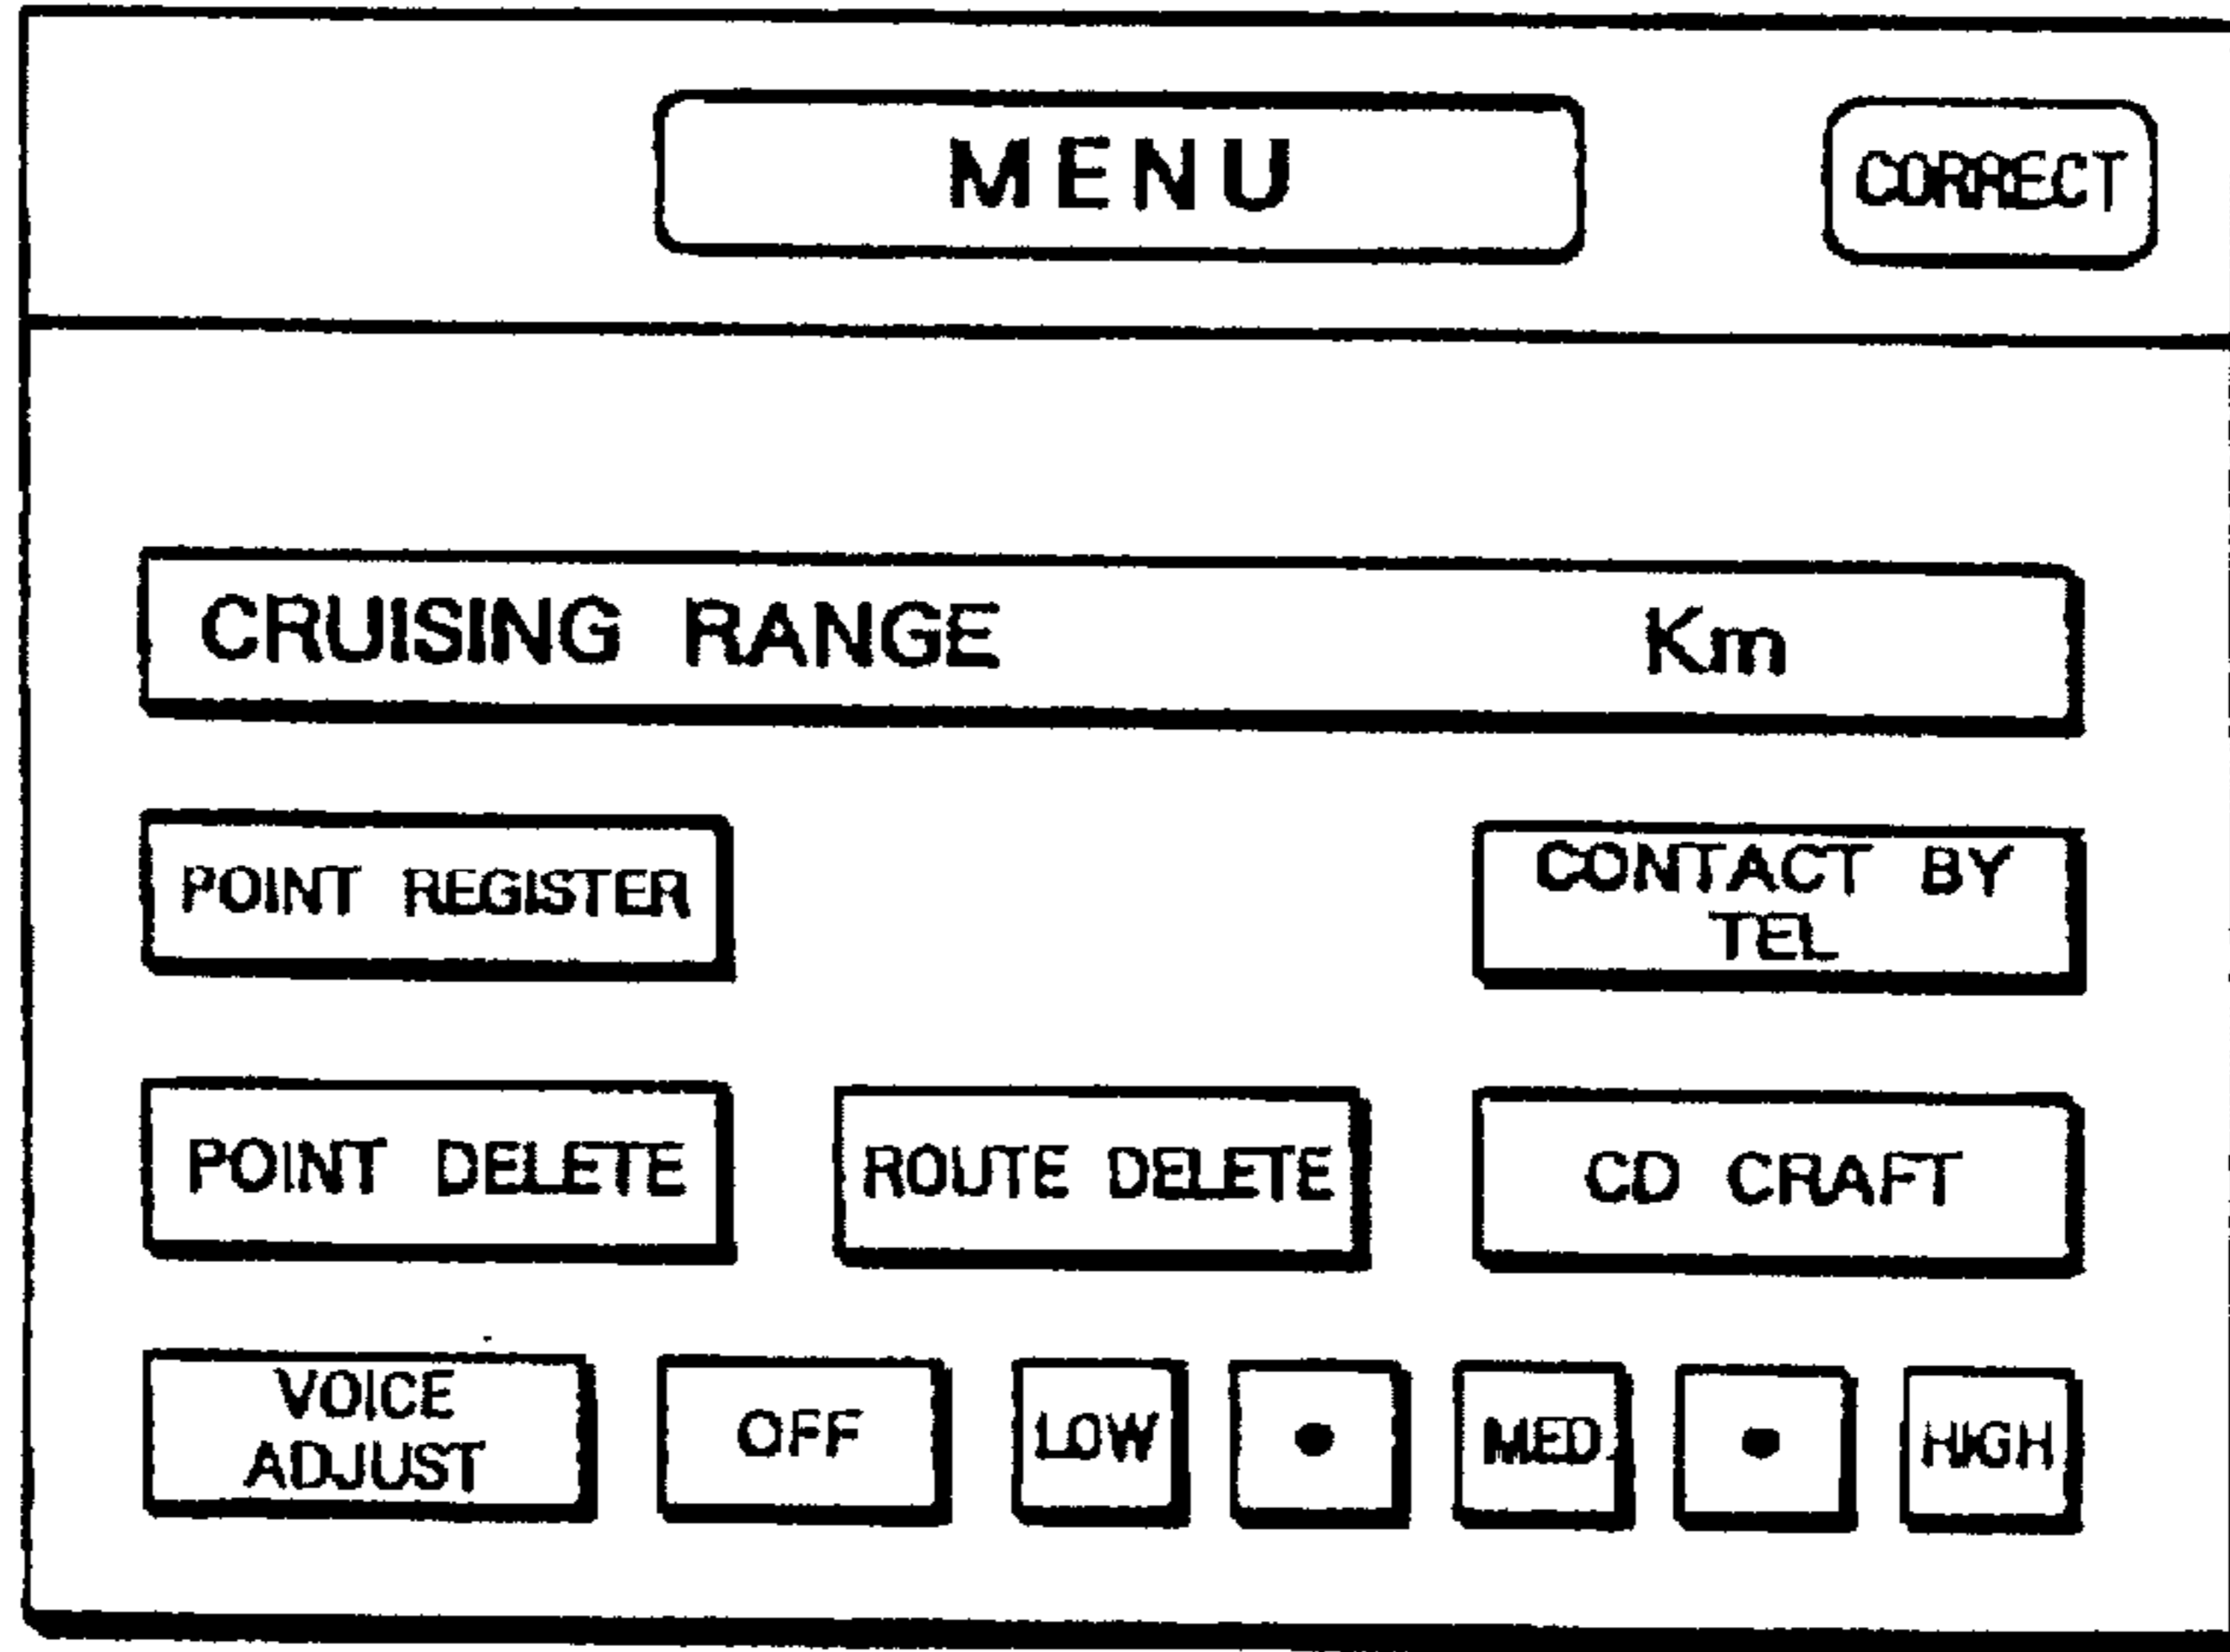 MENU
CORRECT
CRUISING RANGE Km
POINT REGISTER
CONTACT BY
TEL
POINT DELETE
ROUTE DELETE
CD CRAFT
VOICE
ADJUST
OFF
LOW
MED
HIGH